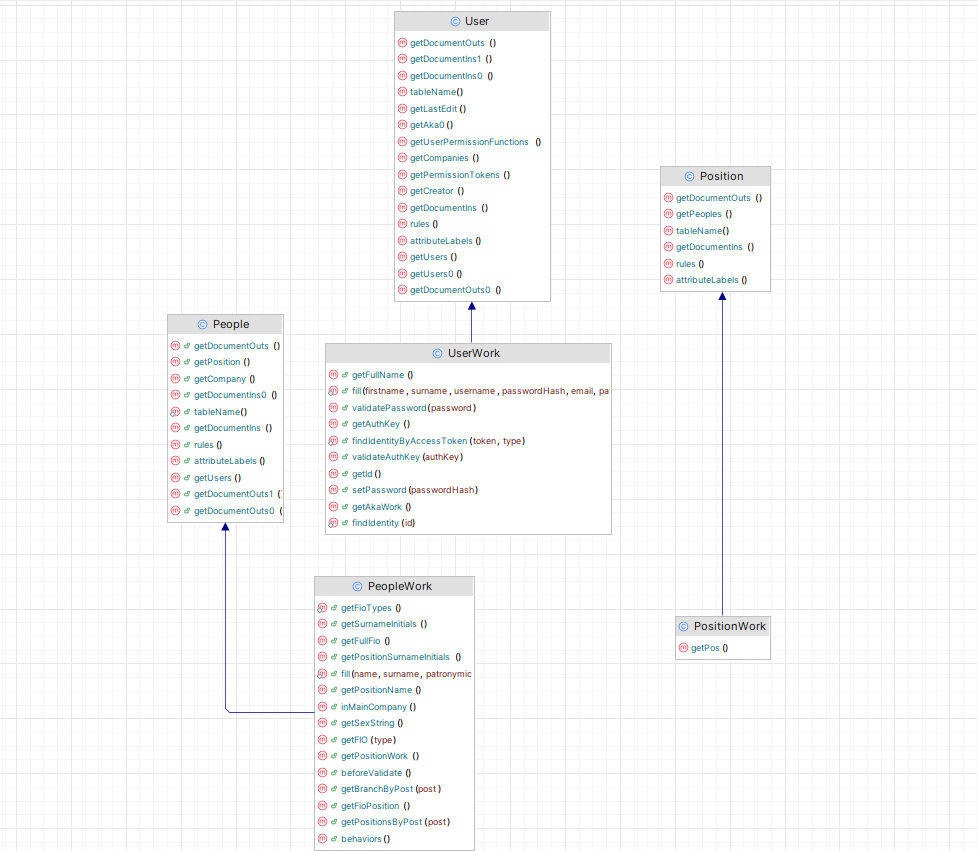 User
getDocumentOuts ()
getDocumentIns1 ()
getDocumentIns0 ()
tableName()
getLastEdit ()
getAka0 ()
getUserPermissionFunctions ()
getCompanies ()
getPermissionTokens ()
getCreator ()
getDocumentIns ()
rules ()
attributeLabels ()
getUsers ()
getUsers0 ()
getDocumentOuts0 ()
Position
getDocumentOuts ()
getPeoples ()
tableName()
getDocumentIns ()
rules ()
attributeLabels ()
People
getDocumentOuts ()
getPosition ()
getCompany ()
getDocumentIns0 ()
tableName()
getDocumentIns ()
rules ()
attributeLabels ()
getUsers ()
getDocumentOuts1 (
getDocumentOuts0 (
UserWork
getFullName ()
fill(firstname , surname , username , passwordHash , email, pa
validatePassword(password )
getAuthKey ()
findIdentityByAccessToken (token, type)
validateAuthKey (authKey)
getId ()
setPassword (passwordHash)
getAkaWork ()
findIdentity (id)
PeopleWork
getFioTypes ()
getSurnameInitials ()
getFullFio ()
getPositionSurnameInitials ()
fill(name , surname , patronymic
getPositionName ()
inMainCompany ()
getSexString ()
getFIO (type)
getPositionWork ()
beforeValidate ()
getBranchByPost (post )
getFioPosition ()
getPositionsByPost (post)
behaviors ()
PositionWork
getPos ()